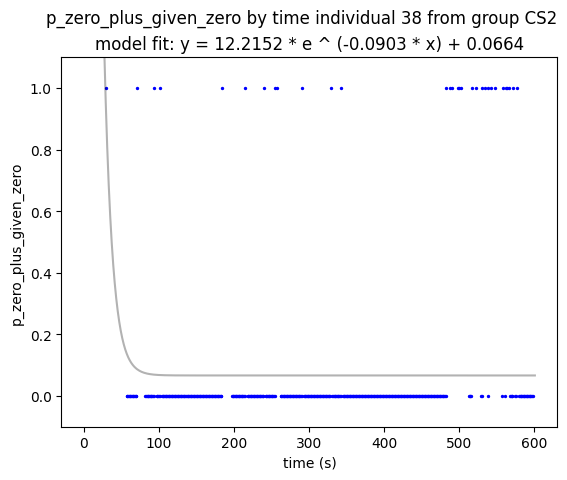 p_zero_plus_given_zero by time individual 38 from group CS2
model fit: y = 12.2152 * e ^ (-0.0903 * x) + 0.0664
1.0
0.8
0.6
0.4
0.2
0.0
p_zero_plus_given_zero
0 100 200 300 400 500 600
time (s)